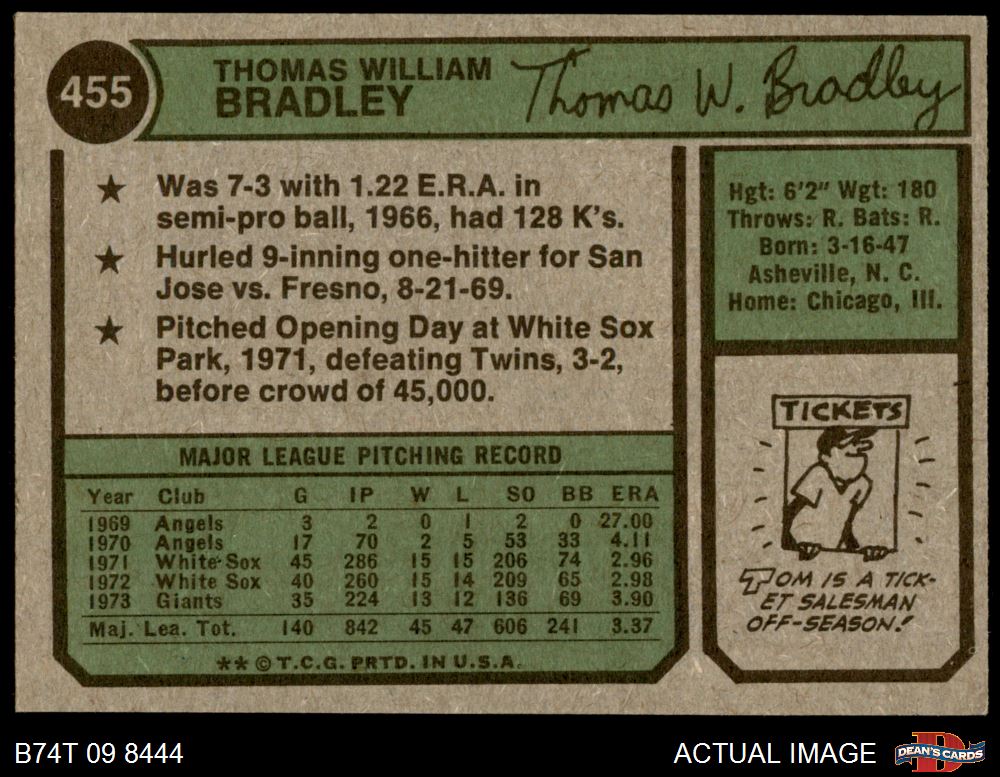 455
THOMAS WILLIAM
BRADLEY
Thomas W. Bradley
★ Was 7-3 with 1.22 E.R.A. in
semi-pro ball, 1966, had 128 K's.
★ Hurled 9-inning one-hitter for San
Jose vs. Fresno, 8-21-69.
★ Pitched Opening Day at White Sox
Park, 1971, defeating Twins, 3-2,
before crowd of 45,000.
Hgt: 6'2" Wgt: 180
Throws: R. Bats: R.
Born: 3-16-47
Asheville, N. C.
Home: Chicago, Ill.
TICKETS
TOM IS A TICK-
ET SALESMAN
OFF-SEASON!
MAJOR LEAGUE PITCHING RECORD
Year Club G IP W L SO BB ERA
1969 Angels 3 2 0 1 2 0 27.00
1970 Angels 17 70 2 5 53 33 4.11
1971 White Sox 45 286 15 15 206 74 2.96
1972 White Sox 40 260 15 14 209 65 2.98
1973 Giants 35 224 13 12 136 69 3.90
Maj. Lea. Tot. 140 842 45 47 606 241 3.37
** © T.C.G. PRTD. IN U.S.A.
B74T 09 8444
ACTUAL IMAGE
D
DEAN'S CARDS